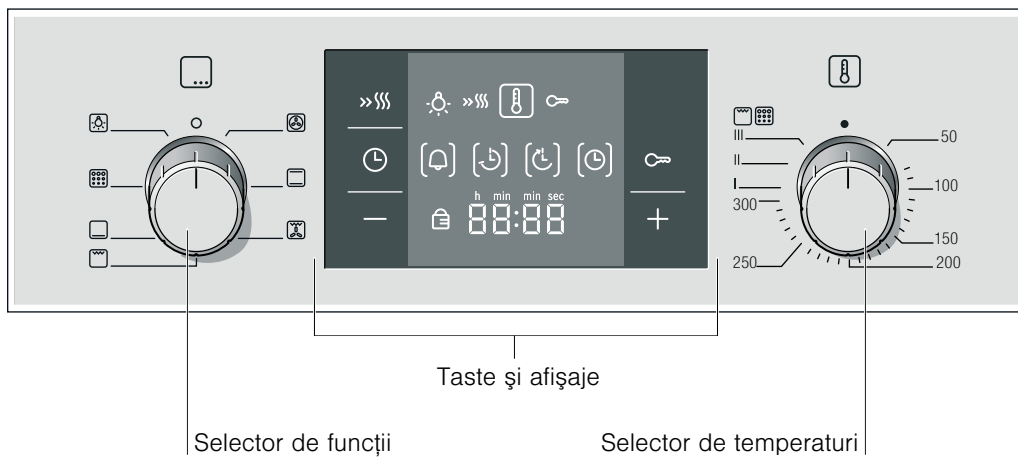 h min min sec
88:88
III
II
I
300
250
50
100
150
200
Taste şi afişaje
Selector de funcţii
Selector de temperaturi